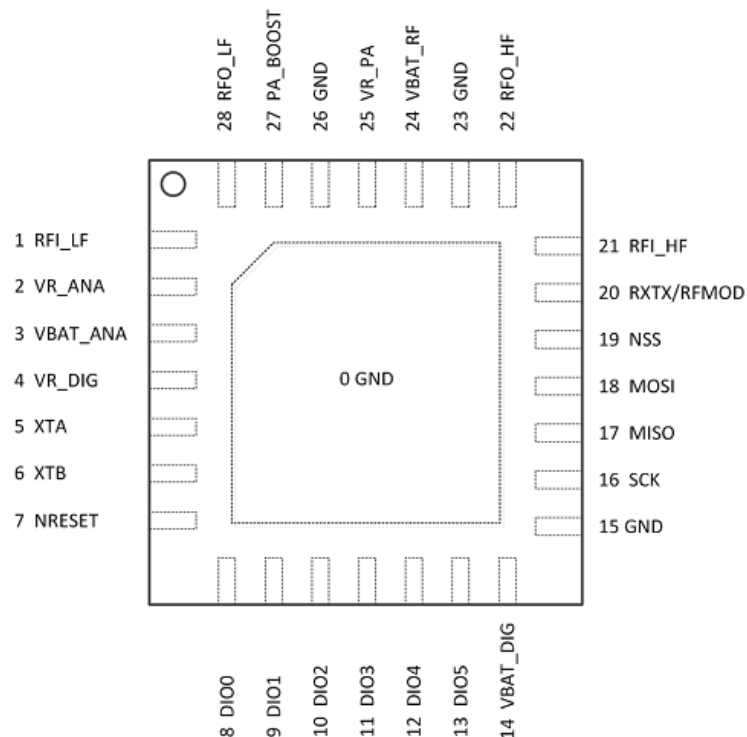 28 RFO_LF
27 PA_BOOST
26 GND
25 VR_PA
24 VBAT_RF
23 GND
22 RFO_HF
1 RFI_LF
2 VR_ANA
3 VBAT_ANA
4 VR_DIG
5 XTA
6 XTB
7 NRESET
0 GND
21 RFI_HF
20 RXTX/RFMOD
19 NSS
18 MOSI
17 MISO
16 SCK
15 GND
8 DIO0
9 DIO1
10 DIO2
11 DIO3
12 DIO4
13 DIO5
14 VBAT_DIG